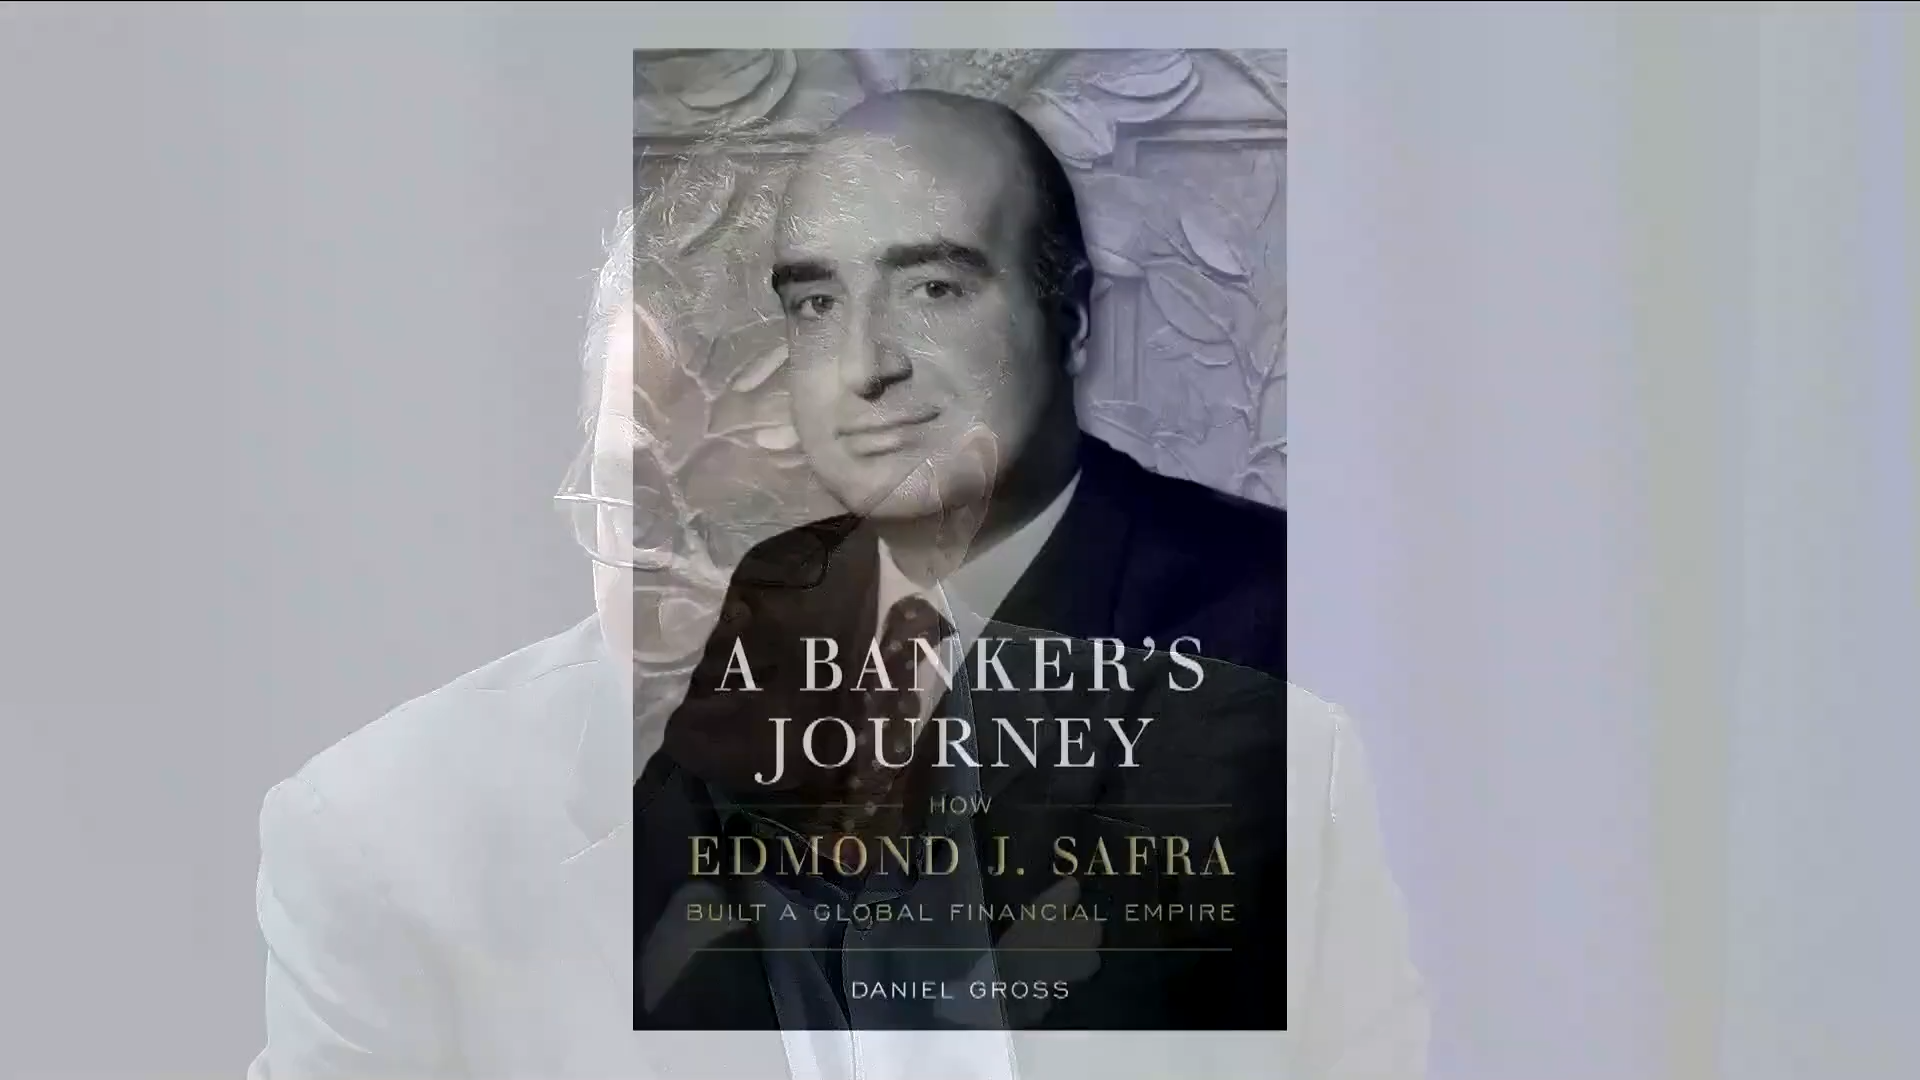 A BANKER'S
JOURNEY
HOW
EDMOND J. SAFRA
BUILT A GLOBAL FINANCIAL EMPIRE
DANIEL GROSS